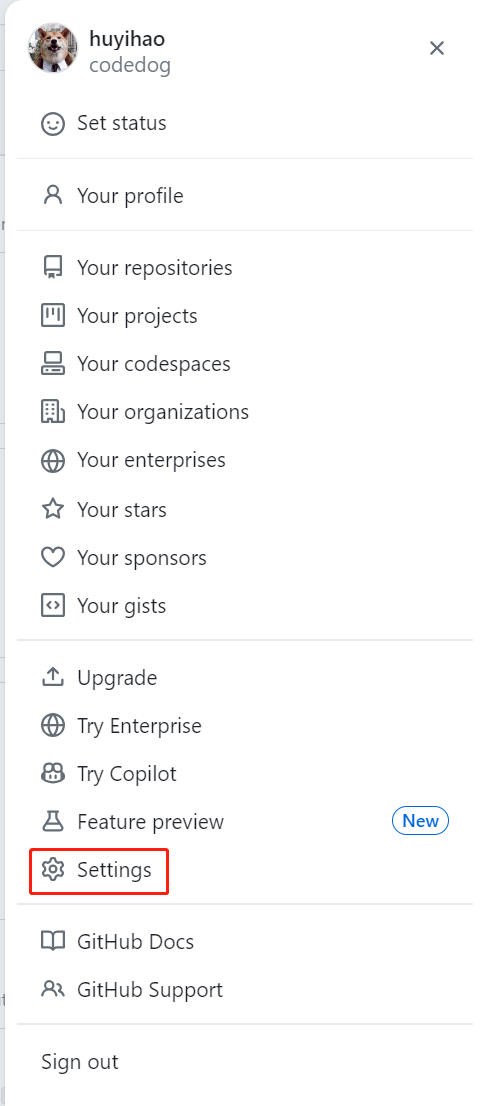 huyihao
codedog
Set status
Your profile
Your repositories
Your projects
Your codespaces
Your organizations
Your enterprises
Your stars
Your sponsors
Your gists
Upgrade
Try Enterprise
Try Copilot
Feature preview New
Settings
GitHub Docs
GitHub Support
Sign out